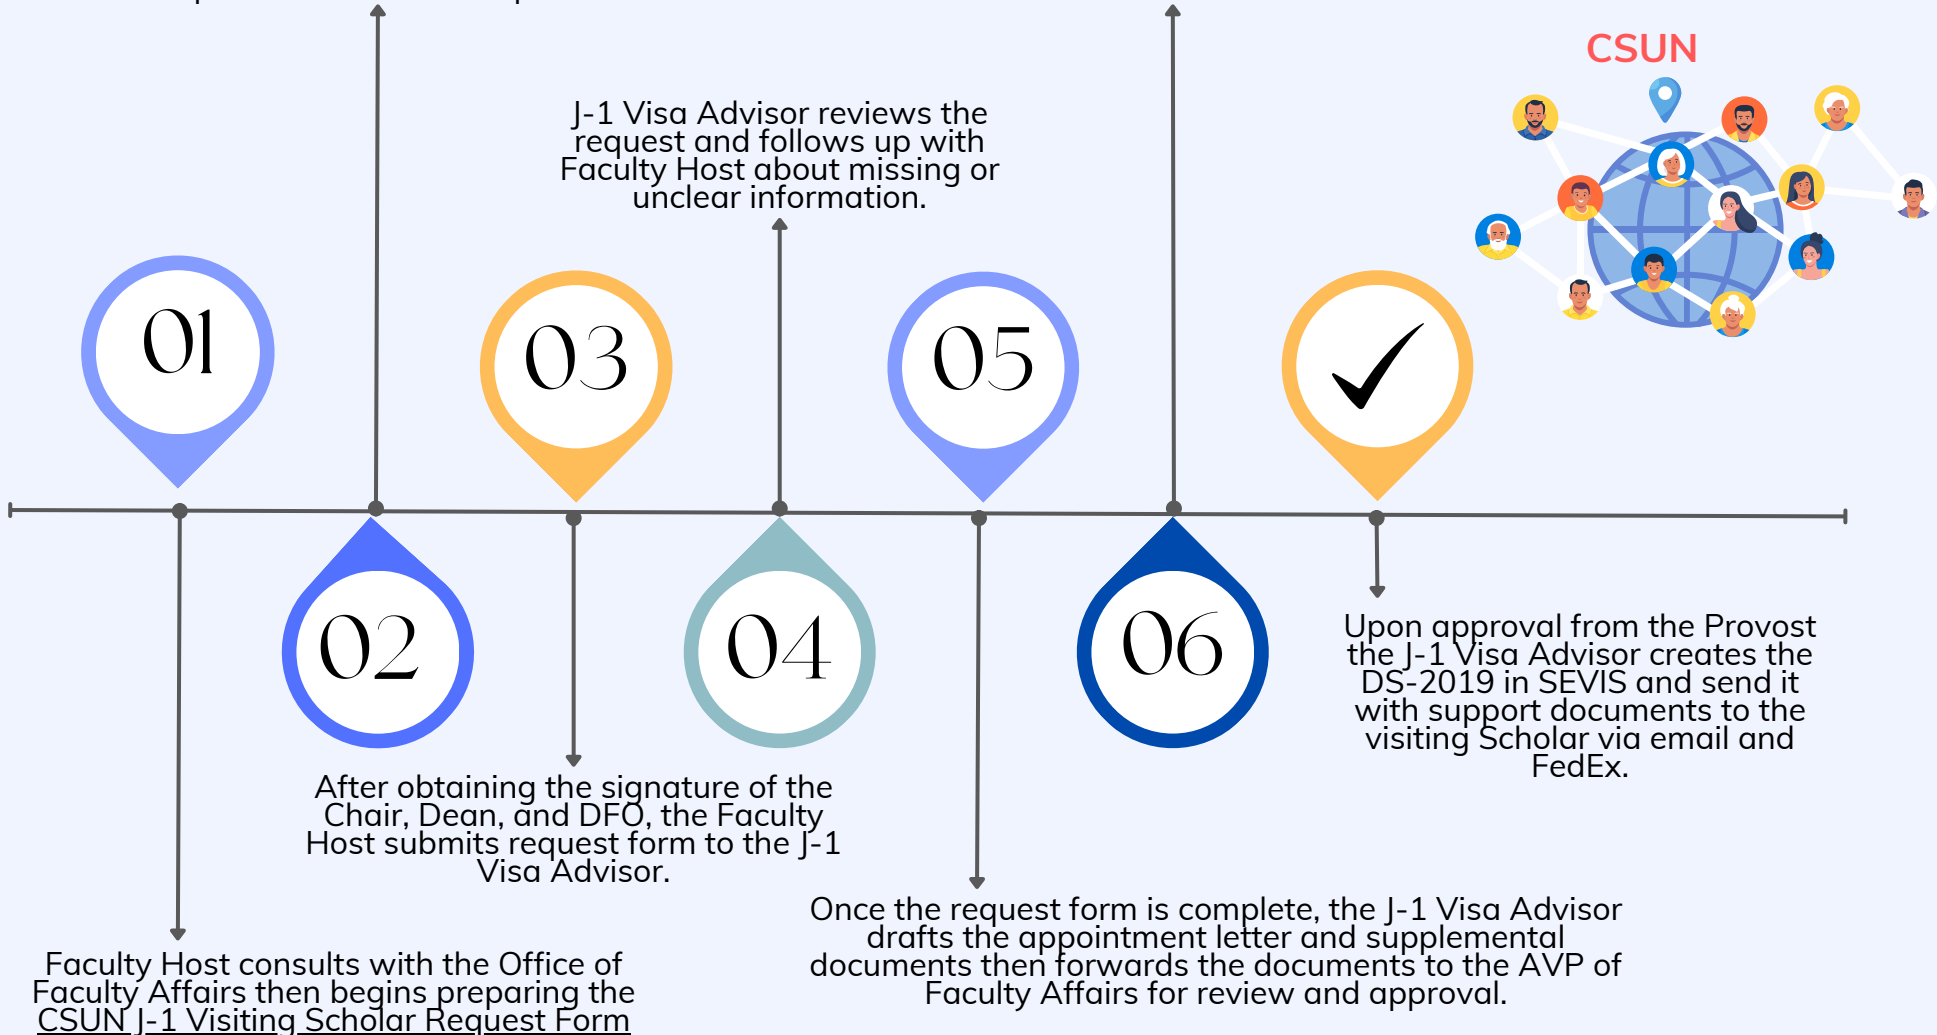 CSUN
J-1 Visa Advisor reviews the
request and follows up with
Faculty Host about missing or
unclear information.
01
03
05
02
04
06
Upon approval from the Provost
the J-1 Visa Advisor creates the
DS-2019 in SEVIS and send it
with support documents to the
visiting Scholar via email and
FedEx.
After obtaining the signature of the
Chair, Dean, and DFO, the Faculty
Host submits request form to the J-1
Visa Advisor.
Once the request form is complete, the J-1 Visa Advisor
drafts the appointment letter and supplemental
documents then forwards the documents to the AVP of
Faculty Affairs for review and approval.
Faculty Host consults with the Office of
Faculty Affairs then begins preparing the
CSUN J-1 Visiting Scholar Request Form